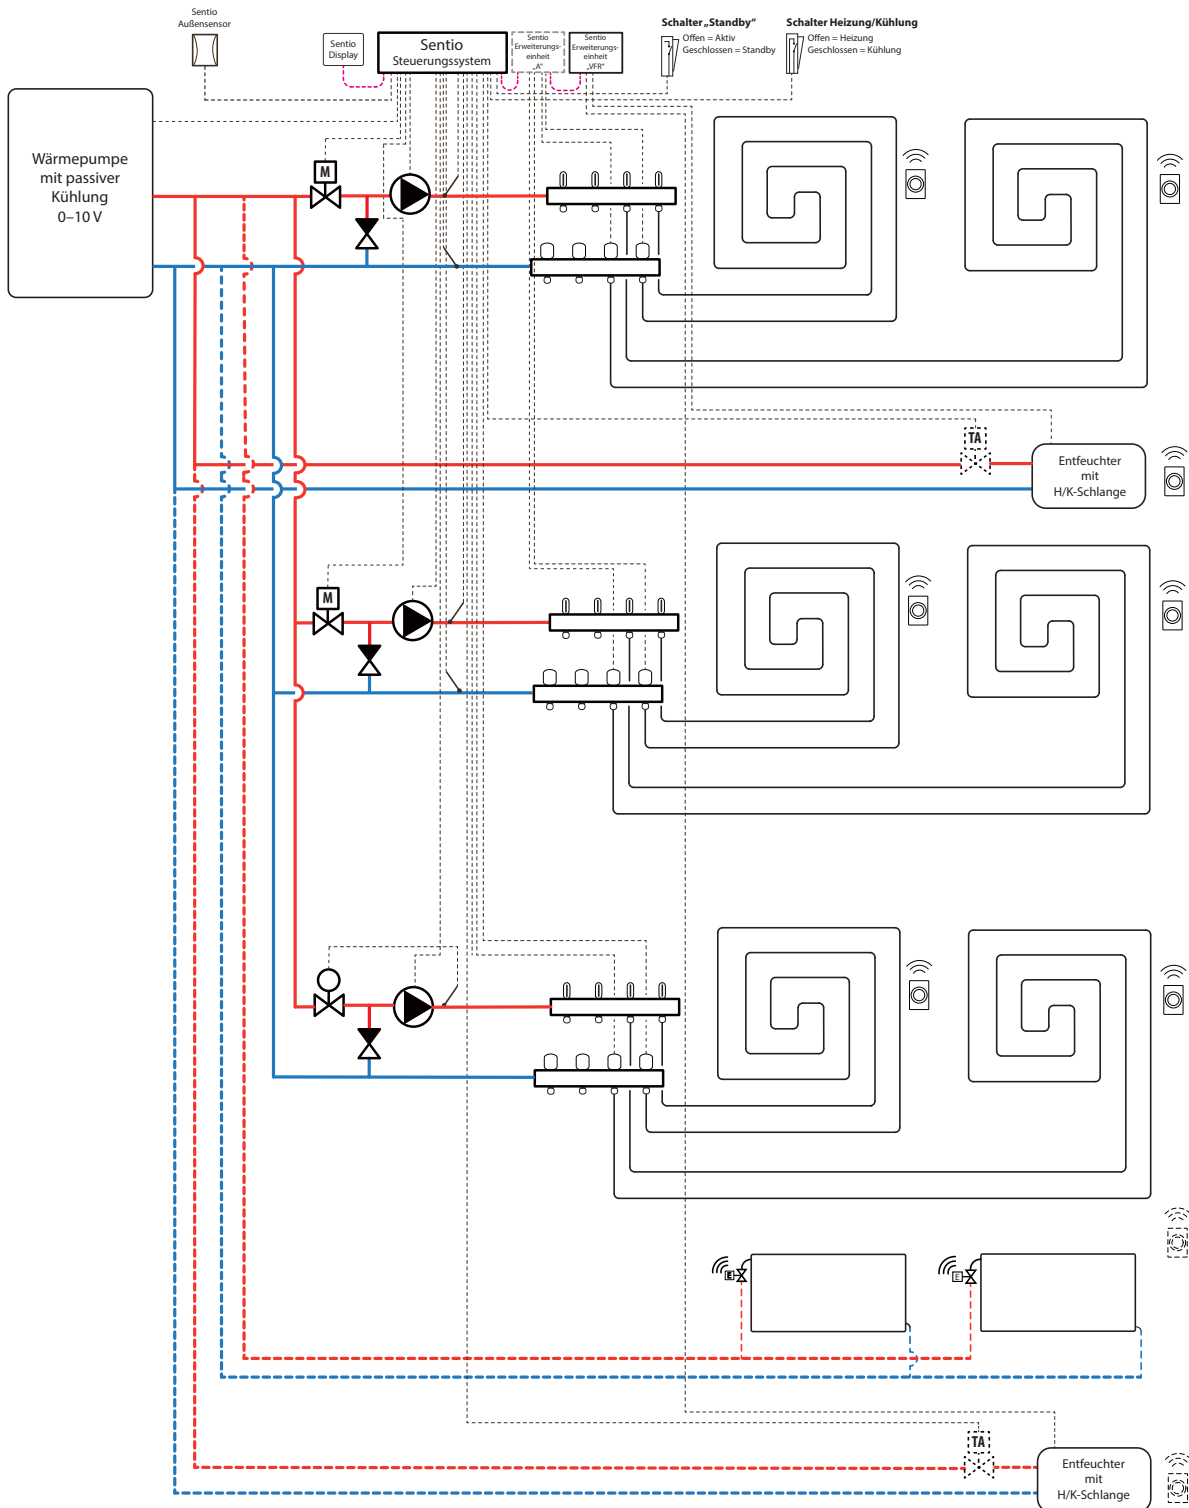 Sentio
Außensensor
Sentio
Display
Sentio
Steuerungssystem
Sentio
Erweiterungs-
einheit
„A“
Sentio
Erweiterungs-
einheit
„VFR“
Schalter „Standby“
Offen = Aktiv
Geschlossen = Standby
Schalter Heizung/Kühlung
Offen = Heizung
Geschlossen = Kühlung
Wärmepumpe
mit passiver
Kühlung
0–10 V
M
TA
Entfeuchter
mit
H/K-Schlange
M
E
E
TA
Entfeuchter
mit
H/K-Schlange